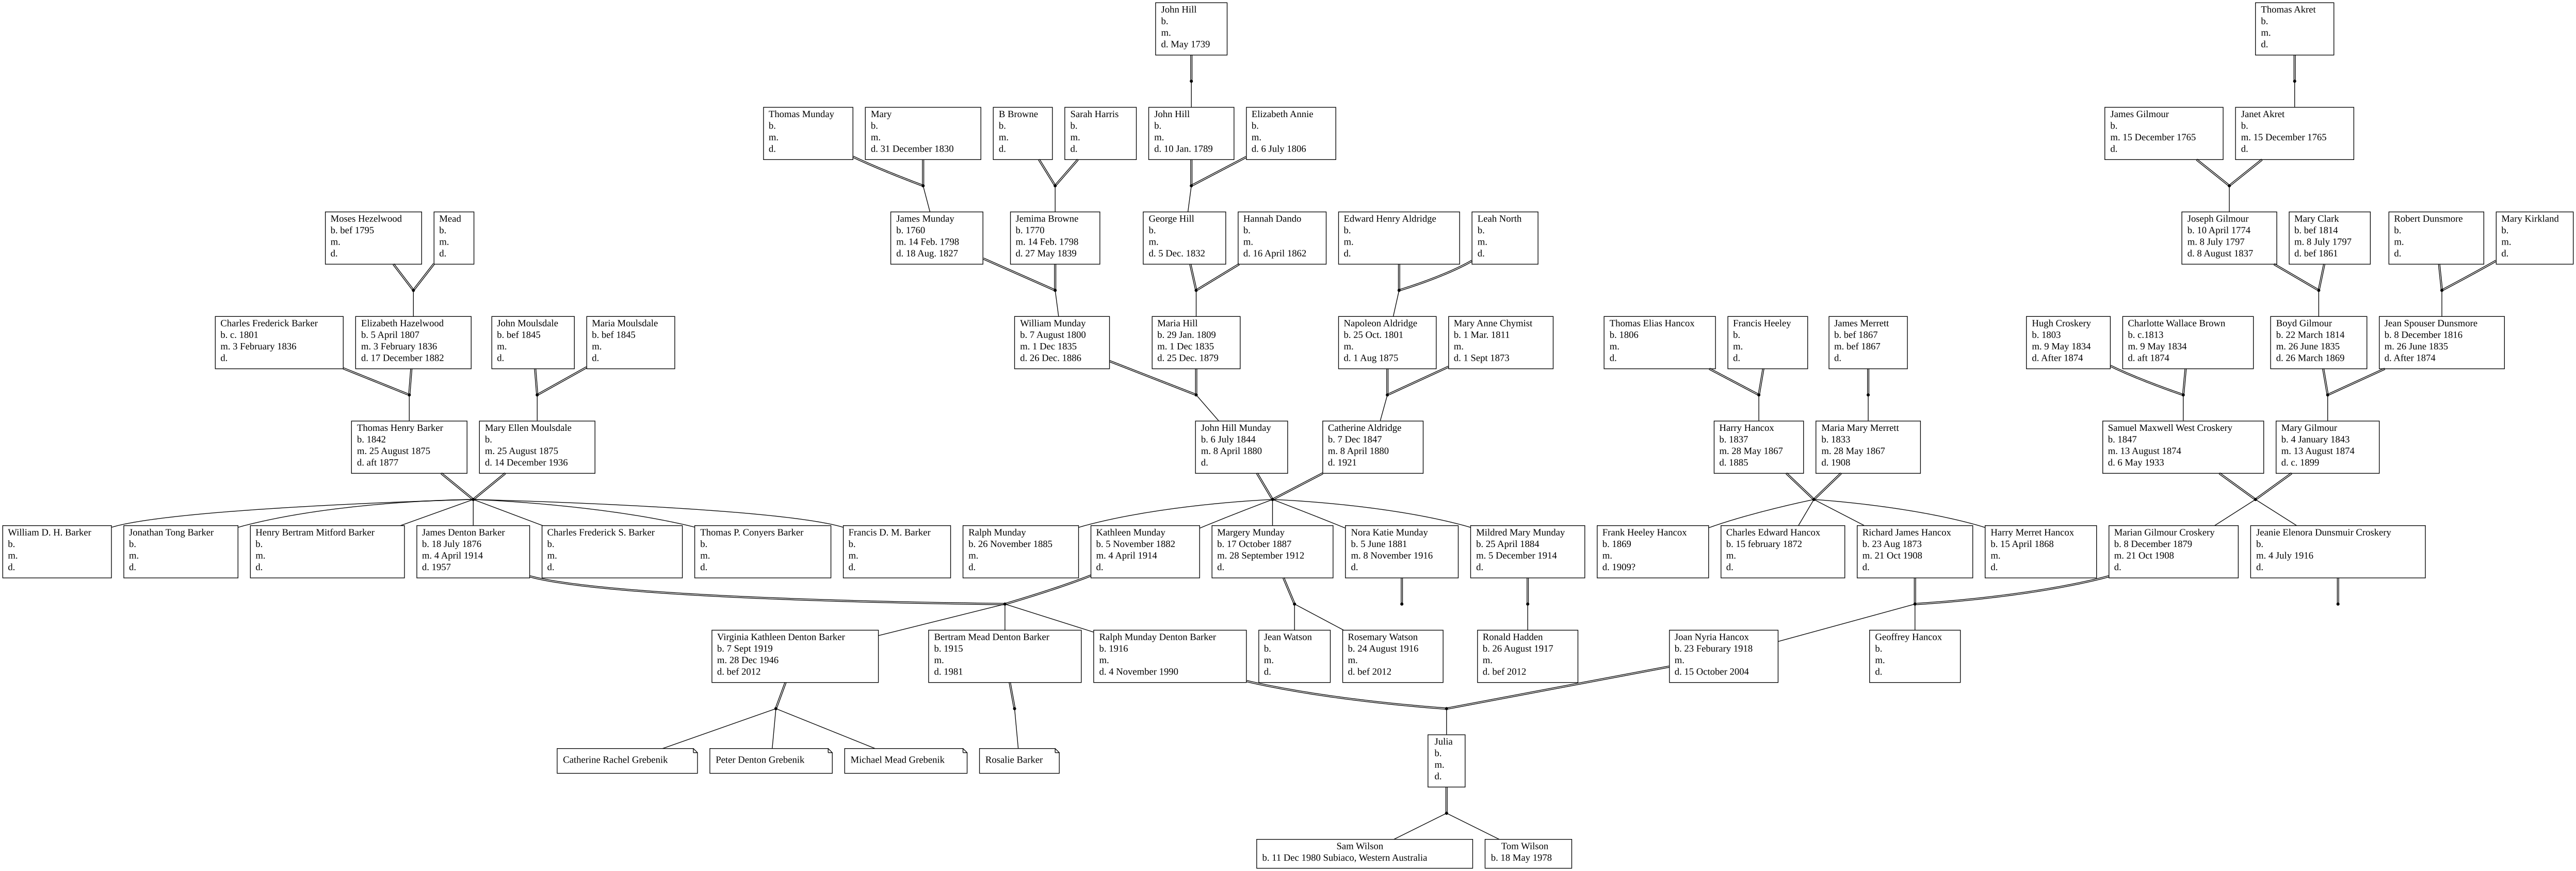 John Hill
b.
m.
d. May 1739
Thomas Akret
b.
m.
d.
Thomas Munday
b.
m.
d.
Mary
b.
m.
d. 31 December 1830
B Browne
b.
m.
d.
Sarah Harris
b.
m.
d.
John Hill
b.
m.
d. 10 Jan. 1789
Elizabeth Annie
b.
m.
d. 6 July 1806
James Gilmour
b.
m. 15 December 1765
d.
Janet Akret
b.
m. 15 December 1765
d.
Moses Hezelwood
b. bef 1795
m.
d.
Mead
b.
m.
d.
James Munday
b. 1760
m. 14 Feb. 1798
d. 18 Aug. 1827
Jemima Browne
b. 1770
m. 14 Feb. 1798
d. 27 May 1839
George Hill
b.
m.
d. 5 Dec. 1832
Hannah Dando
b.
m.
d. 16 April 1862
Edward Henry Aldridge
b.
m.
d.
Leah North
b.
m.
d.
Joseph Gilmour
b. 10 April 1774
m. 8 July 1797
d. 8 August 1837
Mary Clark
b. bef 1814
m. 8 July 1797
d. bef 1861
Robert Dunsmore
b.
m.
d.
Mary Kirkland
b.
m.
d.
Charles Frederick Barker
b. c. 1801
m. 3 February 1836
d.
Elizabeth Hazelwood
b. 5 April 1807
m. 3 February 1836
d. 17 December 1882
John Moulsdale
b. bef 1845
m.
d.
Maria Moulsdale
b. bef 1845
m.
d.
William Munday
b. 7 August 1800
m. 1 Dec 1835
d. 26 Dec. 1886
Maria Hill
b. 29 Jan. 1809
m. 1 Dec 1835
d. 25 Dec. 1879
Napoleon Aldridge
b. 25 Oct. 1801
m.
d. 1 Aug 1875
Mary Anne Chymist
b. 1 Mar. 1811
m.
d. 1 Sept 1873
Thomas Elias Hancox
b. 1806
m.
d.
Francis Heeley
b.
m.
d.
James Merrett
b. bef 1867
m. bef 1867
d.
Hugh Croskery
b. 1803
m. 9 May 1834
d. After 1874
Charlotte Wallace Brown
b. c.1813
m. 9 May 1834
d. aft 1874
Boyd Gilmour
b. 22 March 1814
m. 26 June 1835
d. 26 March 1869
Jean Spouser Dunsmore
b. 8 December 1816
m. 26 June 1835
d. After 1874
Thomas Henry Barker
b. 1842
m. 25 August 1875
d. aft 1877
Mary Ellen Moulsdale
b.
m. 25 August 1875
d. 14 December 1936
John Hill Munday
b. 6 July 1844
m. 8 April 1880
d.
Catherine Aldridge
b. 7 Dec 1847
m. 8 April 1880
d. 1921
Harry Hancox
b. 1837
m. 28 May 1867
d. 1885
Maria Mary Merrett
b. 1833
m. 28 May 1867
d. 1908
Samuel Maxwell West Croskery
b. 1847
m. 13 August 1874
d. 6 May 1933
Mary Gilmour
b. 4 January 1843
m. 13 August 1874
d. c. 1899
William D. H. Barker
b.
m.
d.
Jonathan Tong Barker
b.
m.
d.
Henry Bertram Mitford Barker
b.
m.
d.
James Denton Barker
b. 18 July 1876
m. 4 April 1914
d. 1957
Charles Frederick S. Barker
b.
m.
d.
Thomas P. Conyers Barker
b.
m.
d.
Francis D. M. Barker
b.
m.
d.
Ralph Munday
b. 26 November 1885
m.
d.
Kathleen Munday
b. 5 November 1882
m. 4 April 1914
d.
Margery Munday
b. 17 October 1887
m. 28 September 1912
d.
Nora Katie Munday
b. 5 June 1881
m. 8 November 1916
d.
Mildred Mary Munday
b. 25 April 1884
m. 5 December 1914
d.
Frank Heeley Hancox
b. 1869
m.
d. 1909?
Charles Edward Hancox
b. 15 february 1872
m.
d.
Richard James Hancox
b. 23 Aug 1873
m. 21 Oct 1908
d.
Harry Merret Hancox
b. 15 April 1868
m.
d.
Marian Gilmour Croskery
b. 8 December 1879
m. 21 Oct 1908
d.
Jeanie Elenora Dunsmuir Croskery
b.
m. 4 July 1916
d.
Virginia Kathleen Denton Barker
b. 7 Sept 1919
m. 28 Dec 1946
d. bef 2012
Bertram Mead Denton Barker
b. 1915
m.
d. 1981
Ralph Munday Denton Barker
b. 1916
m.
d. 4 November 1990
Jean Watson
b.
m.
d.
Rosemary Watson
b. 24 August 1916
m.
d. bef 2012
Ronald Hadden
b. 26 August 1917
m.
d. bef 2012
Joan Nyria Hancox
b. 23 Feburary 1918
m.
d. 15 October 2004
Geoffrey Hancox
b.
m.
d.
Catherine Rachel Grebenik
Peter Denton Grebenik
Michael Mead Grebenik
Rosalie Barker
Julia
b.
m.
d.
Sam Wilson
b. 11 Dec 1980 Subiaco, Western Australia
Tom Wilson
b. 18 May 1978